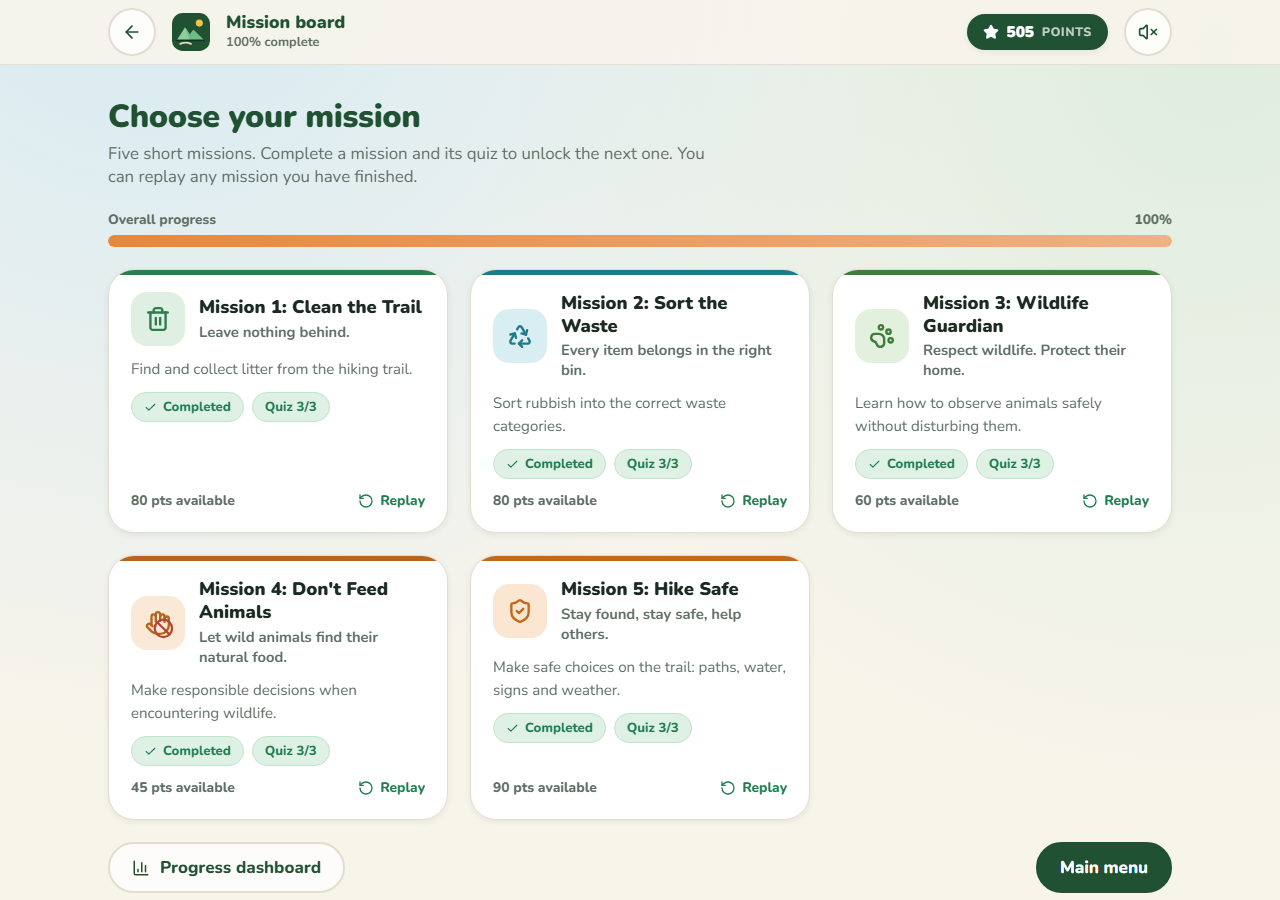 Mission board
100% complete
505 POINTS
Choose your mission
Five short missions. Complete a mission and its quiz to unlock the next one. You
can replay any mission you have finished.
Overall progress
100%
Mission 1: Clean the Trail
Leave nothing behind.
Find and collect litter from the hiking trail.
Completed
Quiz 3/3
80 pts available
Replay
Mission 2: Sort the
Waste
Every item belongs in the right
bin.
Sort rubbish into the correct waste
categories.
Completed
Quiz 3/3
80 pts available
Replay
Mission 3: Wildlife
Guardian
Respect wildlife. Protect their
home.
Learn how to observe animals safely
without disturbing them.
Completed
Quiz 3/3
60 pts available
Replay
Mission 4: Don't Feed
Animals
Let wild animals find their
natural food.
Make responsible decisions when
encountering wildlife.
Completed
Quiz 3/3
45 pts available
Replay
Mission 5: Hike Safe
Stay found, stay safe, help
others.
Make safe choices on the trail: paths, water,
signs and weather.
Completed
Quiz 3/3
90 pts available
Replay
Progress dashboard
Main menu